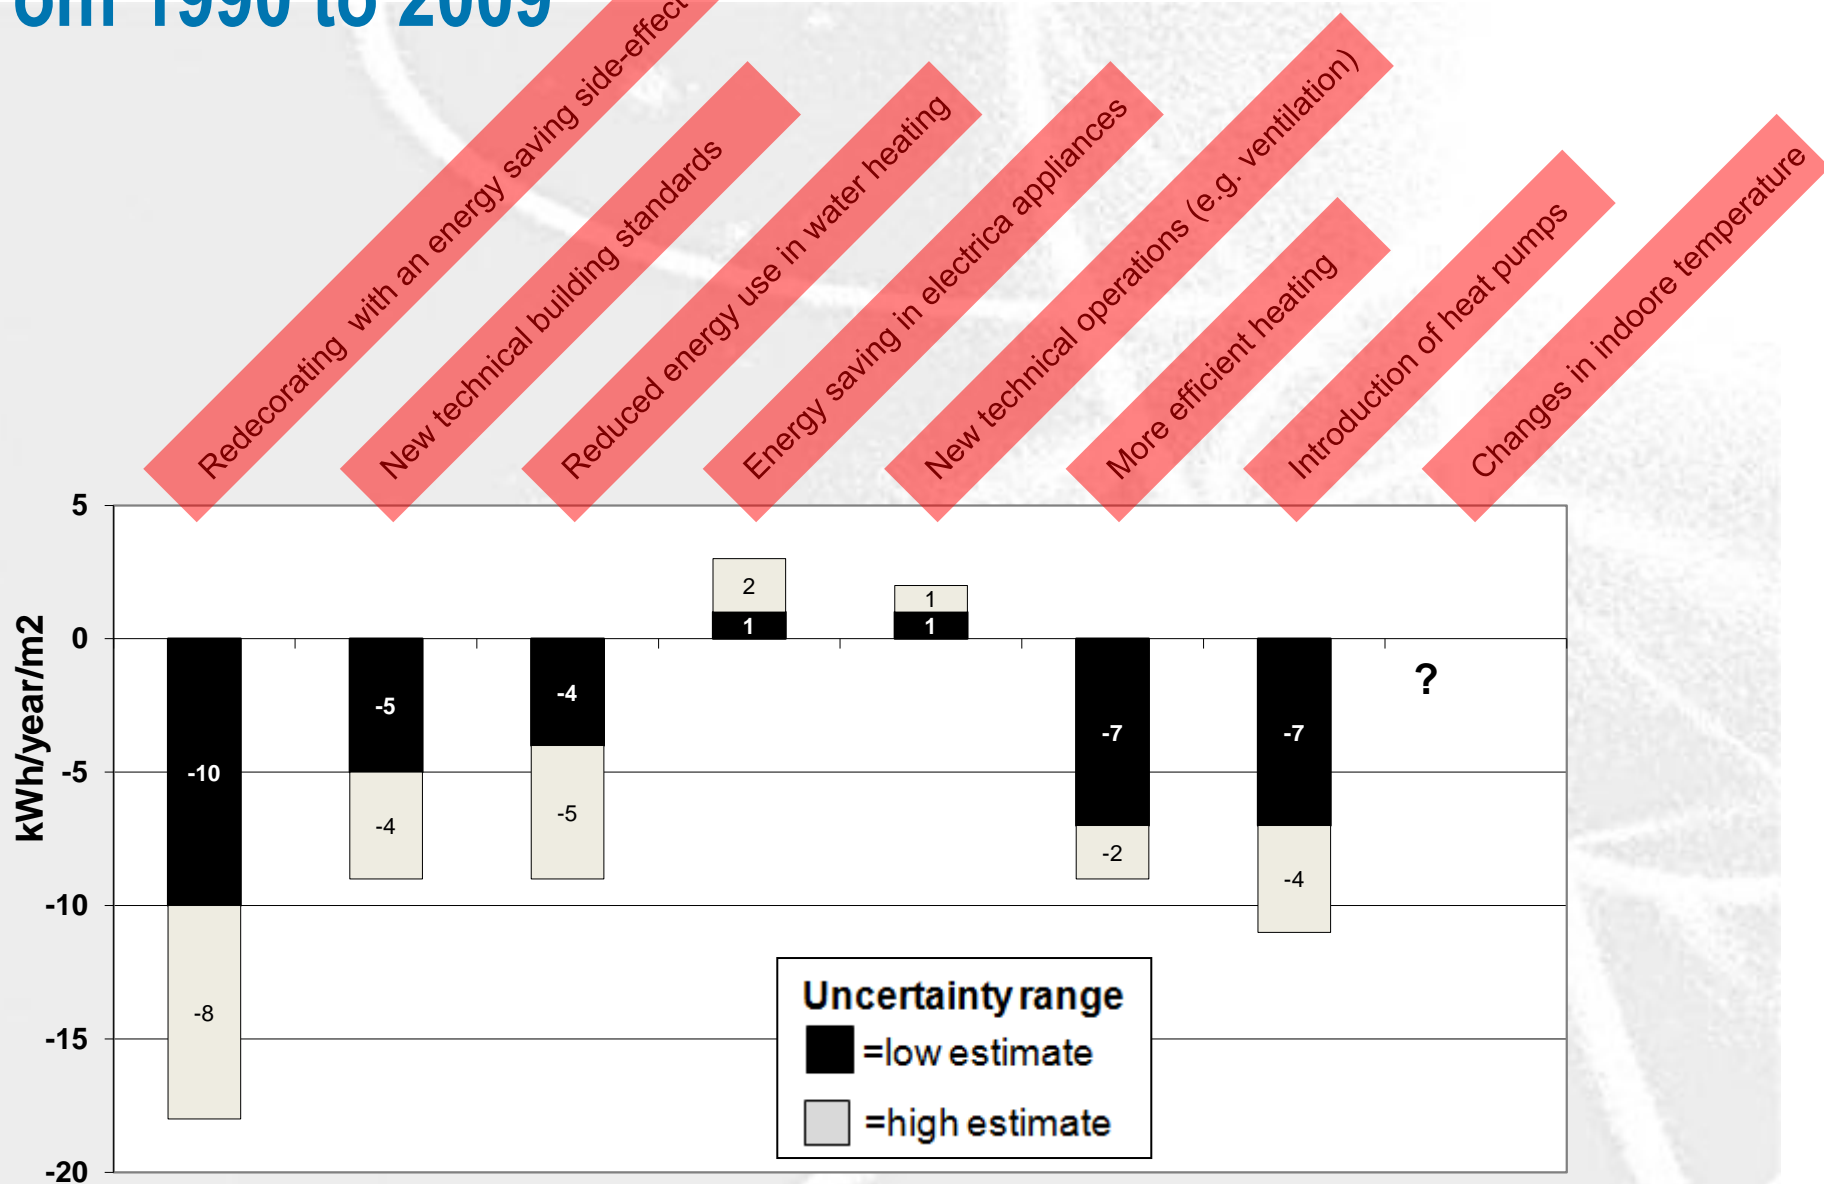 om 1990 to 2009
Redecorating with an energy saving side-effect
New technical building standards
Reduced energy use in water heating
Energy saving in electrica appliances
New technical operations (e.g. ventilation)
More efficient heating
Introduction of heat pumps
Changes in indoore temperature
kWh/year/m2
5
0
-5
-10
-15
-20
2
1
1
1
-10
-8
-5
-4
-4
-5
-7
-2
-7
-4
?
Uncertainty range
=low estimate
=high estimate